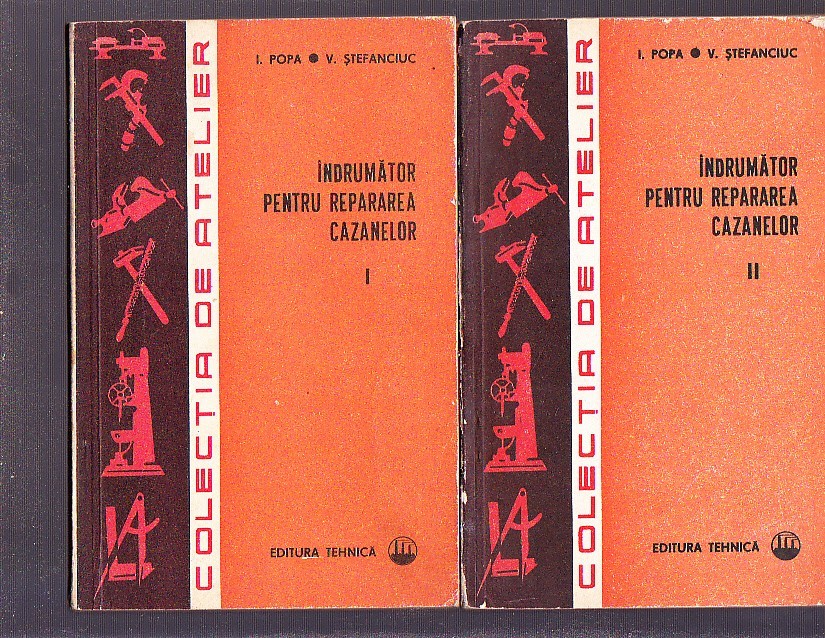 COLECȚIA DE ATELIER
I. POPA ● V. ȘTEFANCIUC
ÎNDRUMĂTOR
PENTRU REPARAREA
CAZANELOR
I
EDITURA TEHNICĂ
COLECȚIA DE ATELIER
I. POPA ● V. ȘTEFANCIUC
ÎNDRUMĂTOR
PENTRU REPARAREA
CAZANELOR
II
EDITURA TEHNICĂ